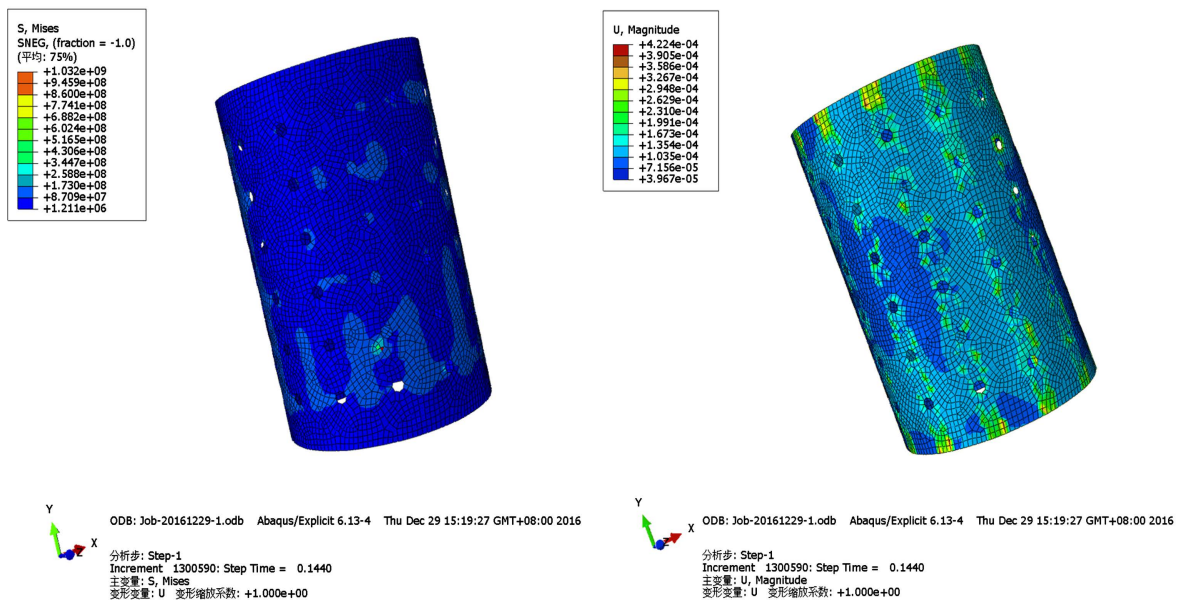 S, Mises
SNEG, (fraction = -1.0)
(平均: 75%)
+1.032e+09
+9.459e+08
+8.600e+08
+7.741e+08
+6.882e+08
+6.024e+08
+5.165e+08
+4.306e+08
+3.447e+08
+2.588e+08
+1.730e+08
+8.709e+07
+1.211e+06
Y
X
Z
ODB: Job-20161229-1.odb Abaqus/Explicit 6.13-4 Thu Dec 29 15:19:27 GMT+08:00 2016
分析步: Step-1
Increment 1300590: Step Time = 0.1440
主变量: S, Mises
变形变量: U 变形缩放系数: +1.000e+00
U, Magnitude
+4.224e-04
+3.905e-04
+3.586e-04
+3.267e-04
+2.948e-04
+2.629e-04
+2.310e-04
+1.991e-04
+1.673e-04
+1.354e-04
+1.035e-04
+7.156e-05
+3.967e-05
Y
X
Z
ODB: Job-20161229-1.odb Abaqus/Explicit 6.13-4 Thu Dec 29 15:19:27 GMT+08:00 2016
分析步: Step-1
Increment 1300590: Step Time = 0.1440
主变量: U, Magnitude
变形变量: U 变形缩放系数: +1.000e+00